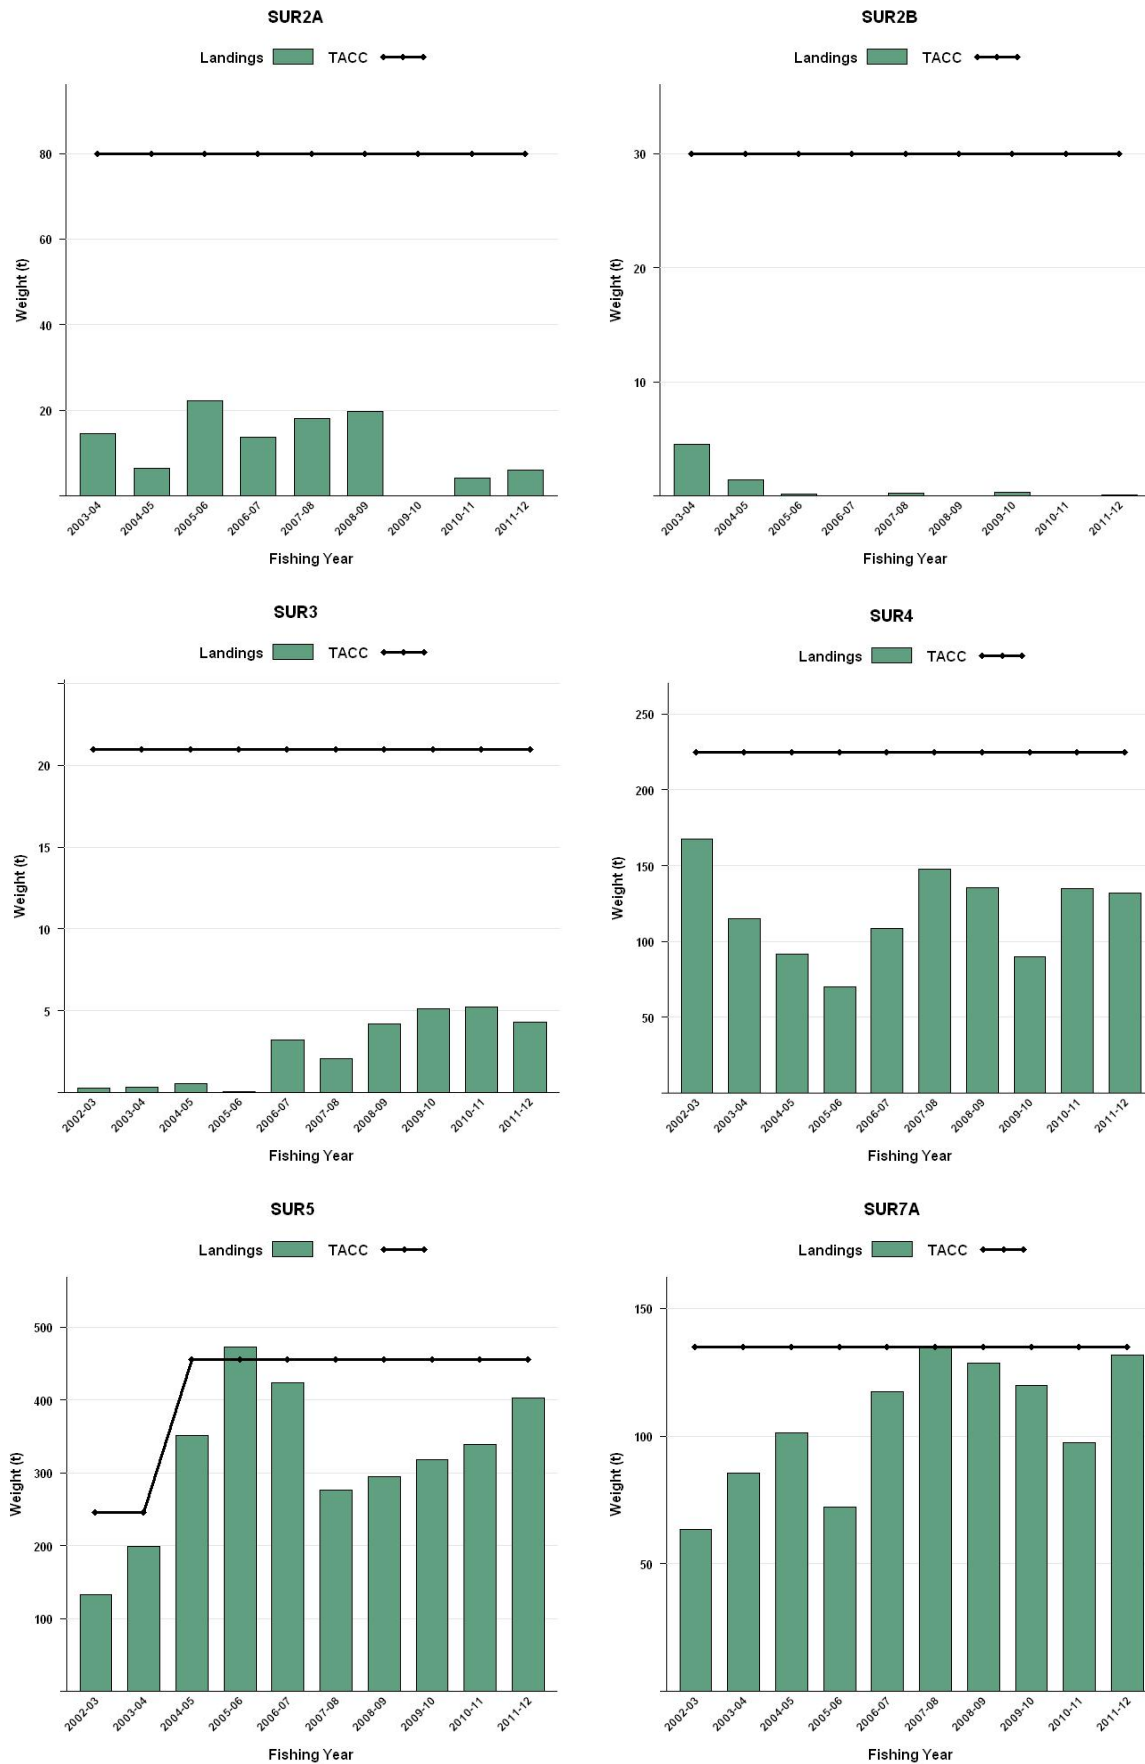 SUR2A
Landings TACC
80
60
40
20
Weight (t)
2003-04 2004-05 2005-06 2006-07 2007-08 2008-09 2009-10 2010-11 2011-12
Fishing Year
SUR2B
Landings TACC
30
20
10
Weight (t)
2003-04 2004-05 2005-06 2006-07 2007-08 2008-09 2009-10 2010-11 2011-12
Fishing Year
SUR3
Landings TACC
20
15
10
5
Weight (t)
2002-03 2003-04 2004-05 2005-06 2006-07 2007-08 2008-09 2009-10 2010-11 2011-12
Fishing Year
SUR4
Landings TACC
250
200
150
100
50
Weight (t)
2002-03 2003-04 2004-05 2005-06 2006-07 2007-08 2008-09 2009-10 2010-11 2011-12
Fishing Year
SUR5
Landings TACC
500
400
300
200
100
Weight (t)
2002-03 2003-04 2004-05 2005-06 2006-07 2007-08 2008-09 2009-10 2010-11 2011-12
Fishing Year
SUR7A
Landings TACC
150
100
50
Weight (t)
2002-03 2003-04 2004-05 2005-06 2006-07 2007-08 2008-09 2009-10 2010-11 2011-12
Fishing Year